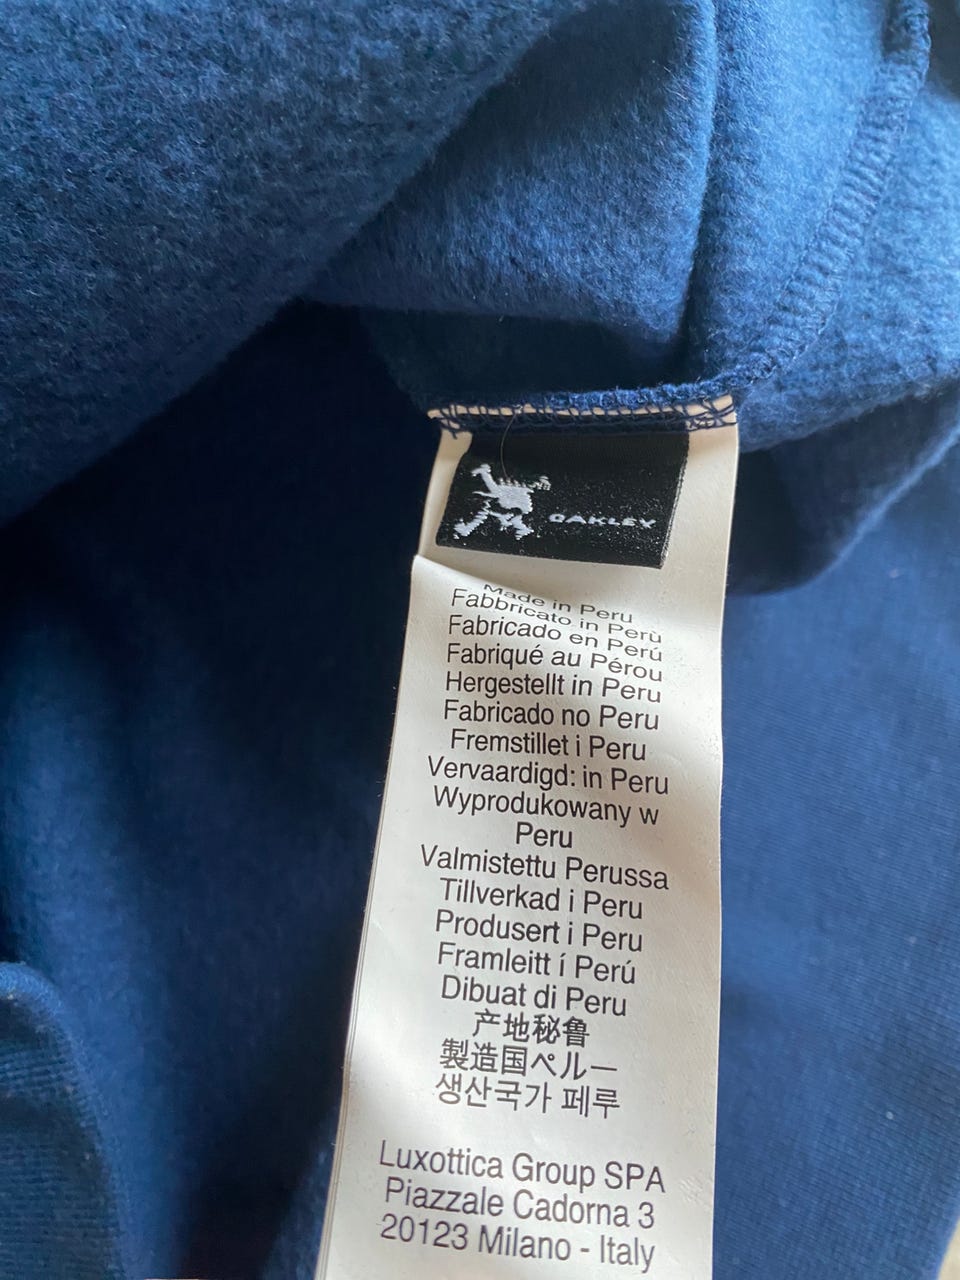 OAKLEY
Made in Peru
Fabbricato in Perù
Fabricado en Perú
Fabriqué au Pérou
Hergestellt in Peru
Fabricado no Peru
Fremstillet i Peru
Vervaardigd: in Peru
Wyprodukowany w
Peru
Valmistettu Perussa
Tillverkad i Peru
Produsert i Peru
Framleitt í Perú
Dibuat di Peru
产地秘鲁
製造国ペルー
생산국가 페루
Luxottica Group SPA
Piazzale Cadorna 3
20123 Milano - Italy